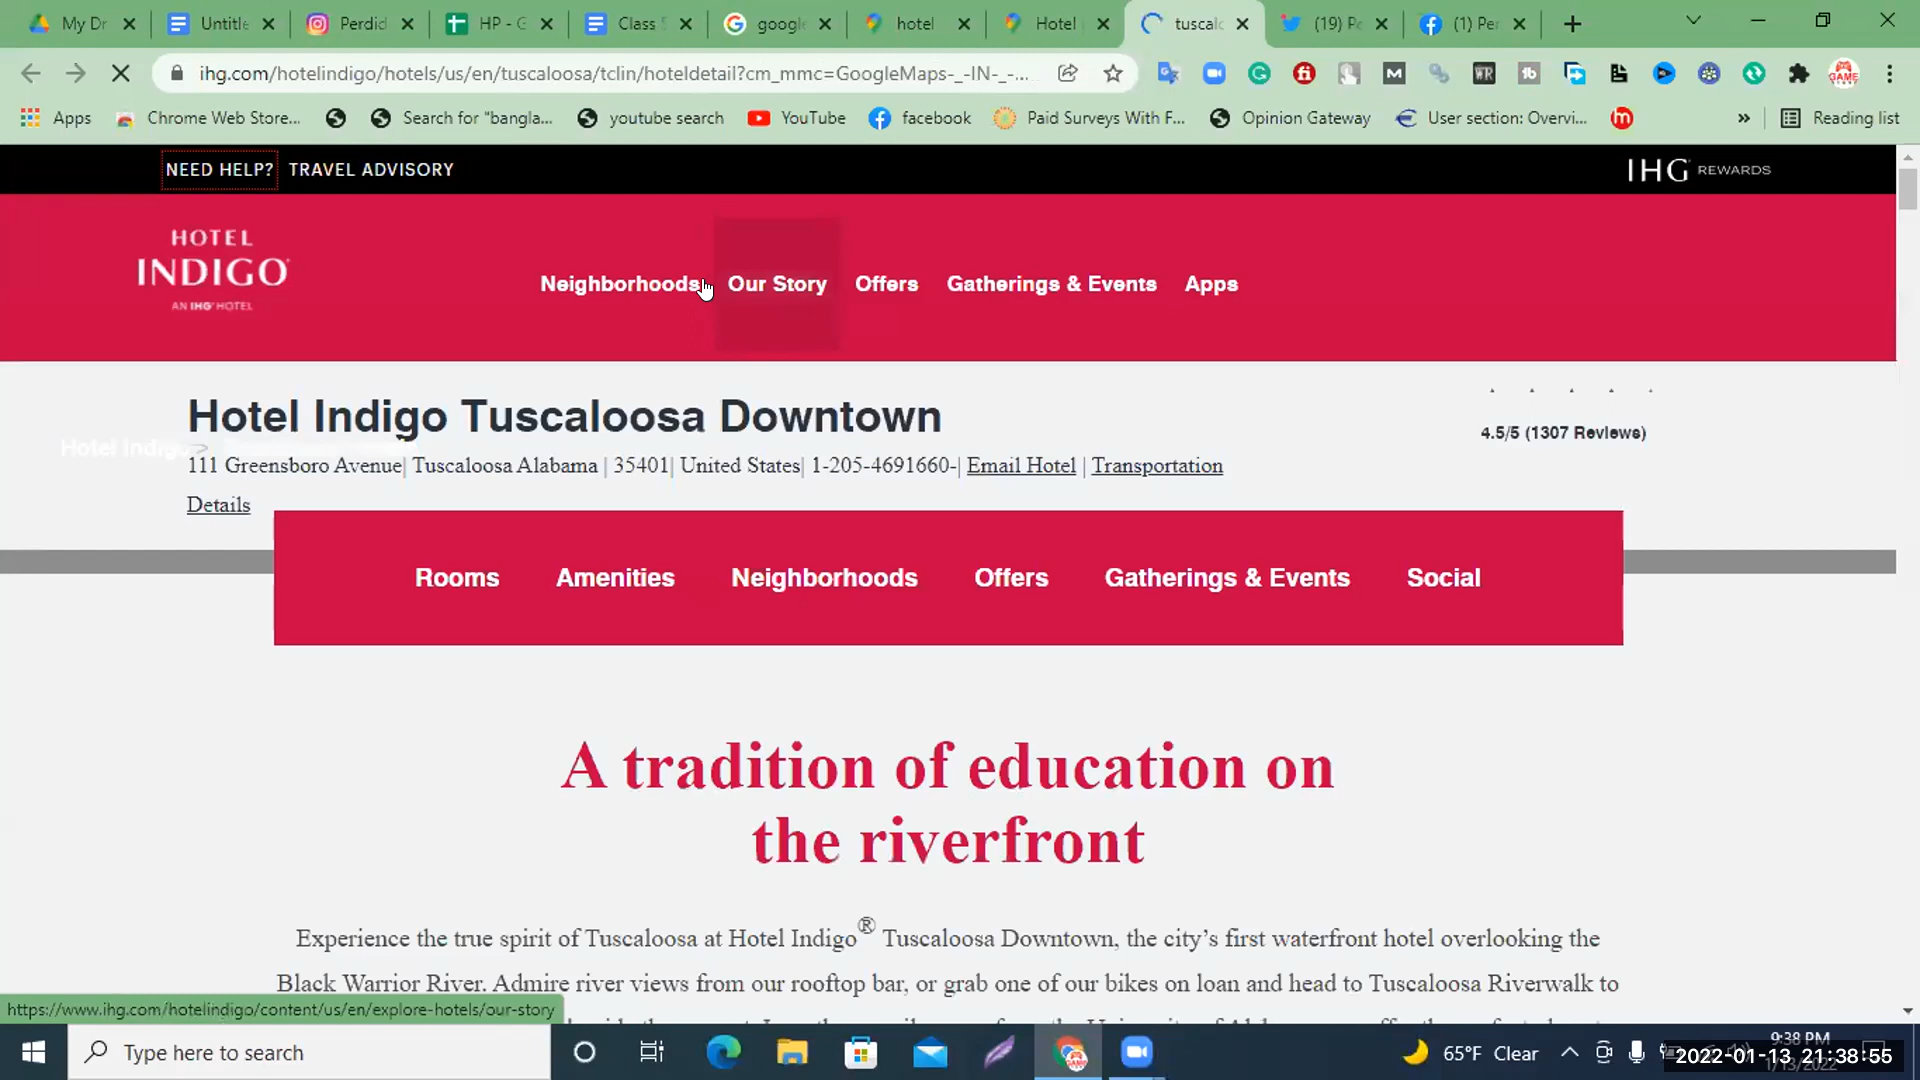 My Dr
Untitle
Perdid
HP - G
Class
google
hotel
Hotel
tuscalo
(19) Pe
(1) Per
ihg.com/hotelindigo/hotels/us/en/tuscaloosa/tclin/hoteldetail?cm_mmc=GoogleMaps-_-IN-_-...
Apps
Chrome Web Store...
Search for "bangla...
youtube search
YouTube
facebook
Paid Surveys With F...
Opinion Gateway
User section: Overvi...
»
Reading list
NEED HELP? TRAVEL ADVISORY
IHG REWARDS
HOTEL
INDIGO
AN IHG HOTEL
Neighborhoods Our Story Offers Gatherings & Events Apps
Hotel Indigo Tuscaloosa Downtown
4.5/5 (1307 Reviews)
Hotel Indigo
111 Greensboro Avenue| Tuscaloosa Alabama | 35401| United States| 1-205-4691660-| Email Hotel | Transportation
Details
Rooms Amenities Neighborhoods Offers Gatherings & Events Social
A tradition of education on
the riverfront
Experience the true spirit of Tuscaloosa at Hotel Indigo® Tuscaloosa Downtown, the city's first waterfront hotel overlooking the
Black Warrior River. Admire river views from our rooftop bar, or grab one of our bikes on loan and head to Tuscaloosa Riverwalk to
https://www.ihg.com/hotelindigo/content/us/en/explore-hotels/our-story
Type here to search
65°F Clear
9:38 PM
1/13/2022
2022-01-13 21:38:55